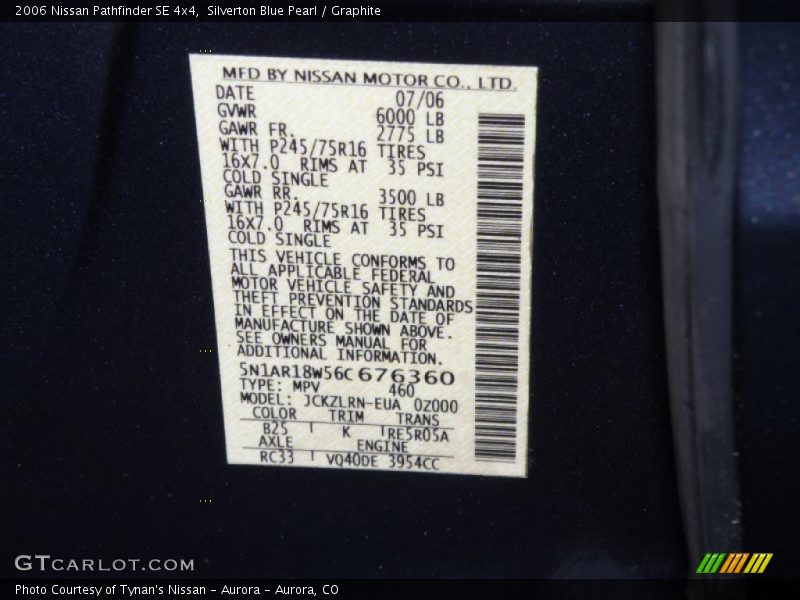 2006 Nissan Pathfinder SE 4x4,  Silverton Blue Pearl / Graphite
MFD BY NISSAN MOTOR CO., LTD.
DATE 07/06
GVWR 6000 LB
GAWR FR. 2775 LB
WITH P245/75R16 TIRES
16X7.0 RIMS AT 35 PSI
COLD SINGLE
GAWR RR. 3500 LB
WITH P245/75R16 TIRES
16X7.0 RIMS AT 35 PSI
COLD SINGLE
THIS VEHICLE CONFORMS TO
ALL APPLICABLE FEDERAL
MOTOR VEHICLE SAFETY AND
THEFT PREVENTION STANDARDS
IN EFFECT ON THE DATE OF
MANUFACTURE SHOWN ABOVE.
SEE OWNERS MANUAL FOR
ADDITIONAL INFORMATION.
5N1AR18W56C676360
TYPE: MPV 460
MODEL: JCKZLRN-EUA 0Z000
COLOR TRIM TRANS
B25 K RE5R05A
AXLE ENGINE
RC33 VQ40DE 3954CC
GTCARLOT.COM
Photo Courtesy of Tynan's Nissan - Aurora - Aurora, CO